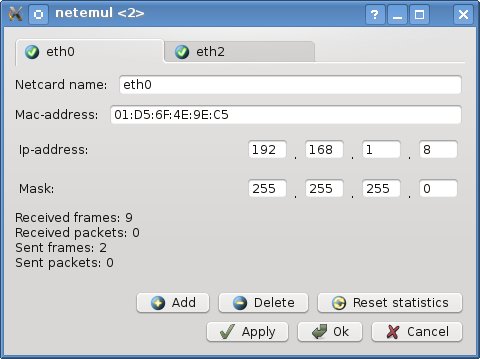 netemul <2>
eth0 eth2
Netcard name: eth0
Mac-address: 01:D5:6F:4E:9E:C5
Ip-address: 192 . 168 . 1 . 8
Mask: 255 . 255 . 255 . 0
Received frames: 9
Received packets: 0
Sent frames: 2
Sent packets: 0
Add Delete Reset statistics
Apply Ok Cancel